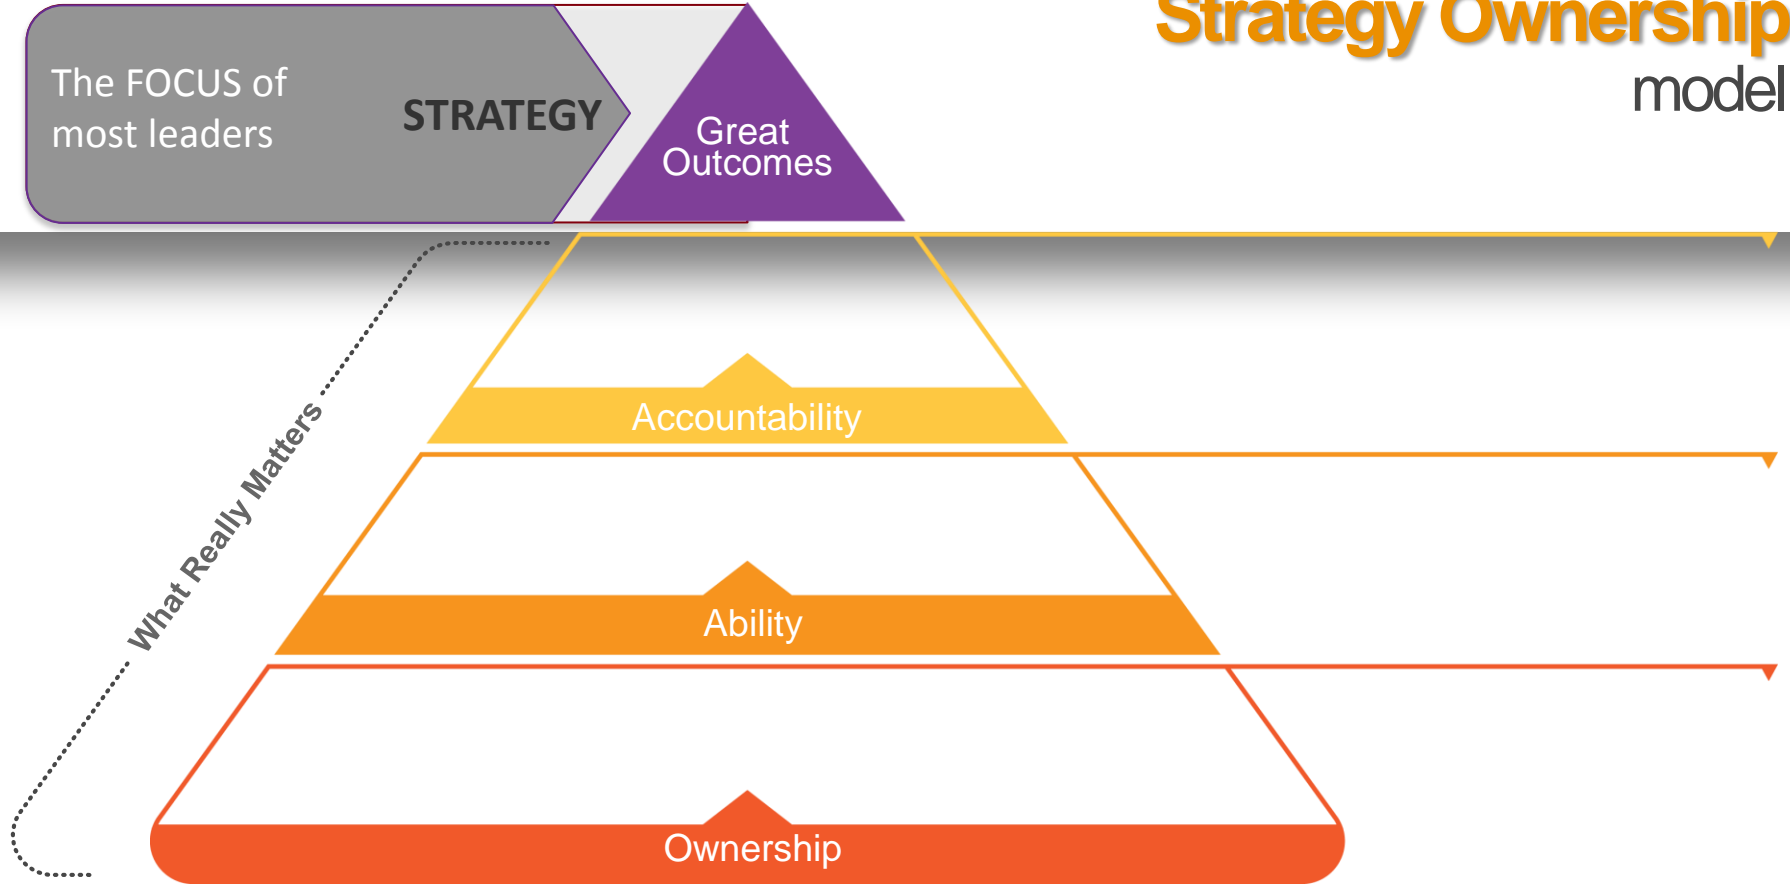 Strategy Ownership
model
The FOCUS of
most leaders
STRATEGY
Great
Outcomes
What Really Matters
Accountability
Ability
Ownership